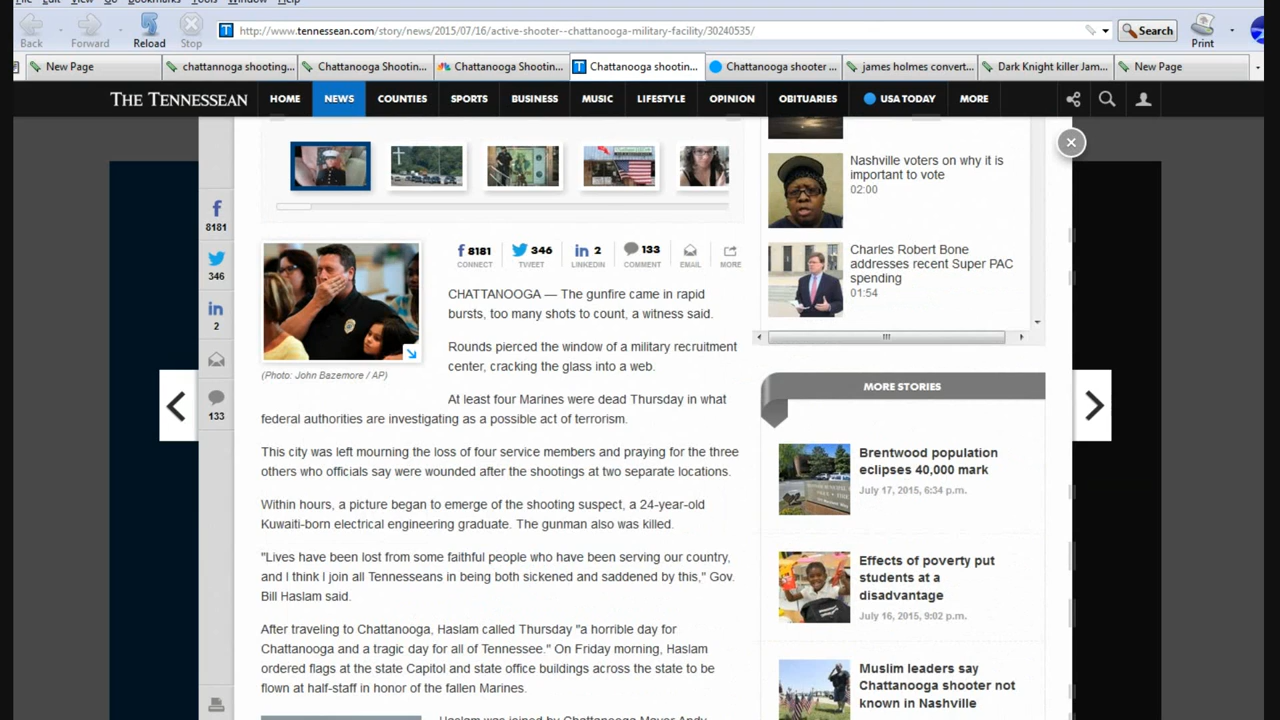 File Edit View Go Bookmarks Tools Window Help
Back Forward Reload Stop
http://www.tennessean.com/story/news/2015/07/16/active-shooter--chattanooga-military-facility/30240535/
Search Print
New Page
chattannoga shooting...
Chattanooga Shootin...
Chattanooga Shootin...
Chattanooga shootin...
Chattanooga shooter ...
james holmes convert...
Dark Knight killer Jam...
New Page
THE TENNESSEAN
HOME NEWS COUNTIES SPORTS BUSINESS MUSIC LIFESTYLE OPINION OBITUARIES USA TODAY MORE
8181
346
2
133
8181
CONNECT
346
TWEET
2
LINKEDIN
133
COMMENT
EMAIL
MORE
(Photo: John Bazemore / AP)
CHATTANOOGA — The gunfire came in rapid
bursts, too many shots to count, a witness said.
Rounds pierced the window of a military recruitment
center, cracking the glass into a web.
At least four Marines were dead Thursday in what
federal authorities are investigating as a possible act of terrorism.
This city was left mourning the loss of four service members and praying for the three
others who officials say were wounded after the shootings at two separate locations.
Within hours, a picture began to emerge of the shooting suspect, a 24-year-old
Kuwaiti-born electrical engineering graduate. The gunman also was killed.
"Lives have been lost from some faithful people who have been serving our country,
and I think I join all Tennesseans in being both sickened and saddened by this," Gov.
Bill Haslam said.
After traveling to Chattanooga, Haslam called Thursday "a horrible day for
Chattanooga and a tragic day for all of Tennessee." On Friday morning, Haslam
ordered flags at the state Capitol and state office buildings across the state to be
flown at half-staff in honor of the fallen Marines.
Haslam was joined by Chattanooga Mayor Andy
Nashville voters on why it is
important to vote
02:00
Charles Robert Bone
addresses recent Super PAC
spending
01:54
MORE STORIES
Brentwood population
eclipses 40,000 mark
July 17, 2015, 6:34 p.m.
Effects of poverty put
students at a
disadvantage
July 16, 2015, 9:02 p.m.
Muslim leaders say
Chattanooga shooter not
known in Nashville